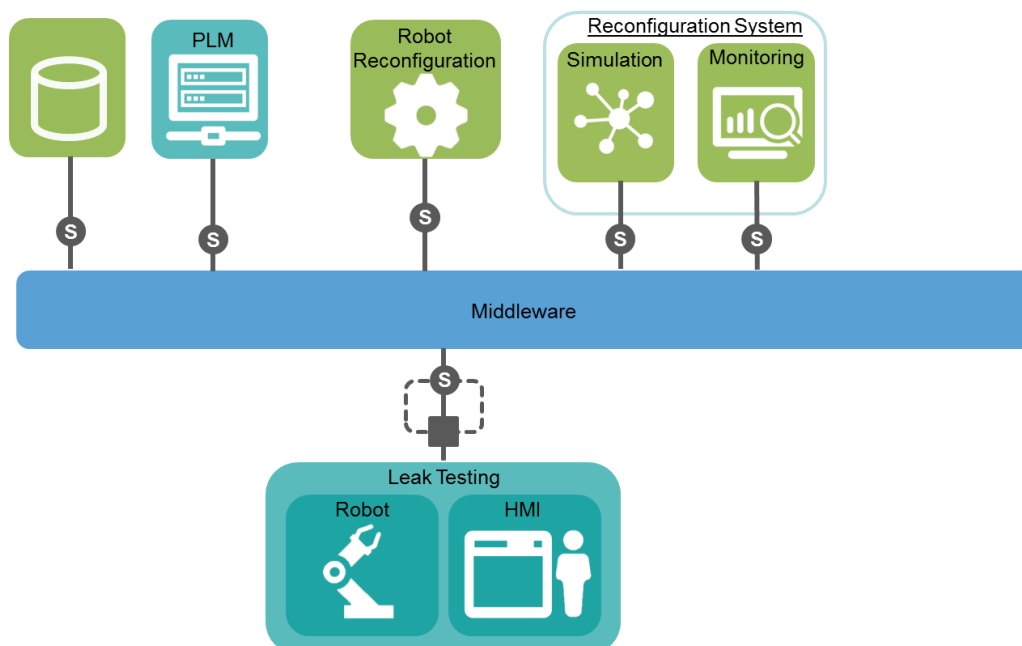 PLM
Robot
Reconfiguration
Reconfiguration System
Simulation
Monitoring
S
S
S
S
S
Middleware
S
Leak Testing
Robot
HMI